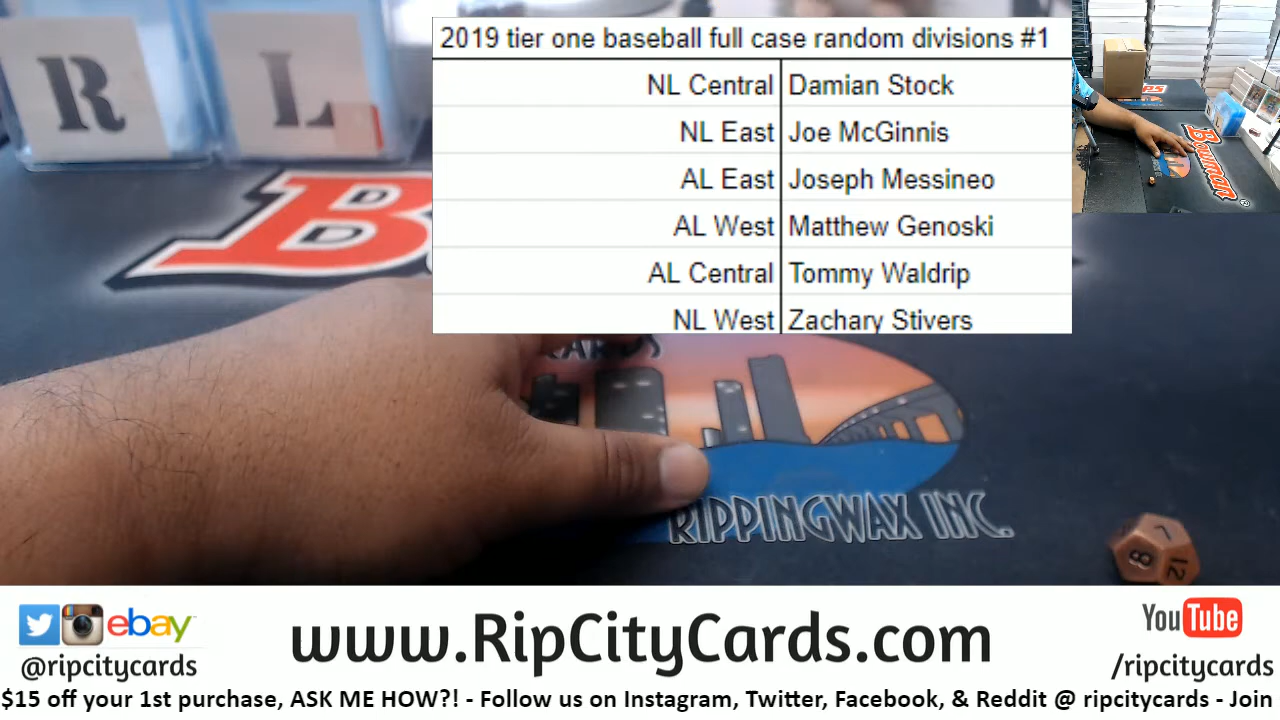 R L
2019 tier one baseball full case random divisions #1
NL Central Damian Stock
NL East Joe McGinnis
AL East Joseph Messineo
AL West Matthew Genoski
AL Central Tommy Waldrip
NL West Zachary Stivers
Bowman
CARDS
RIPPINGWAX INC.
8 12
ebay
@ripcitycards
www.RipCityCards.com
YouTube
/ripcitycards
$15 off your 1st purchase, ASK ME HOW?! - Follow us on Instagram, Twitter, Facebook, & Reddit @ ripcitycards - Join